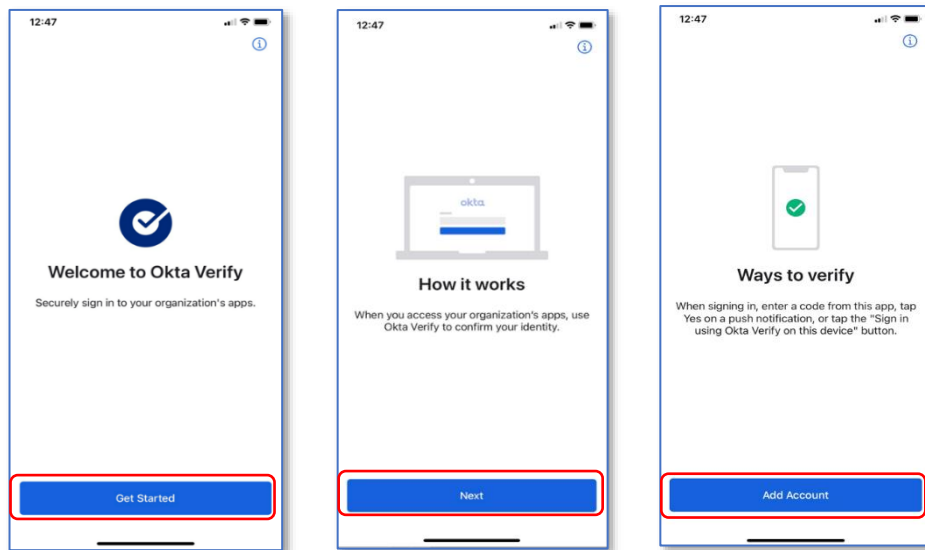 12:47
Welcome to Okta Verify
Securely sign in to your organization's apps.
Get Started
12:47
okta
How it works
When you access your organization's apps, use
Okta Verify to confirm your identity.
Next
12:47
Ways to verify
When signing in, enter a code from this app, tap
Yes on a push notification, or tap the "Sign in
using Okta Verify on this device" button.
Add Account